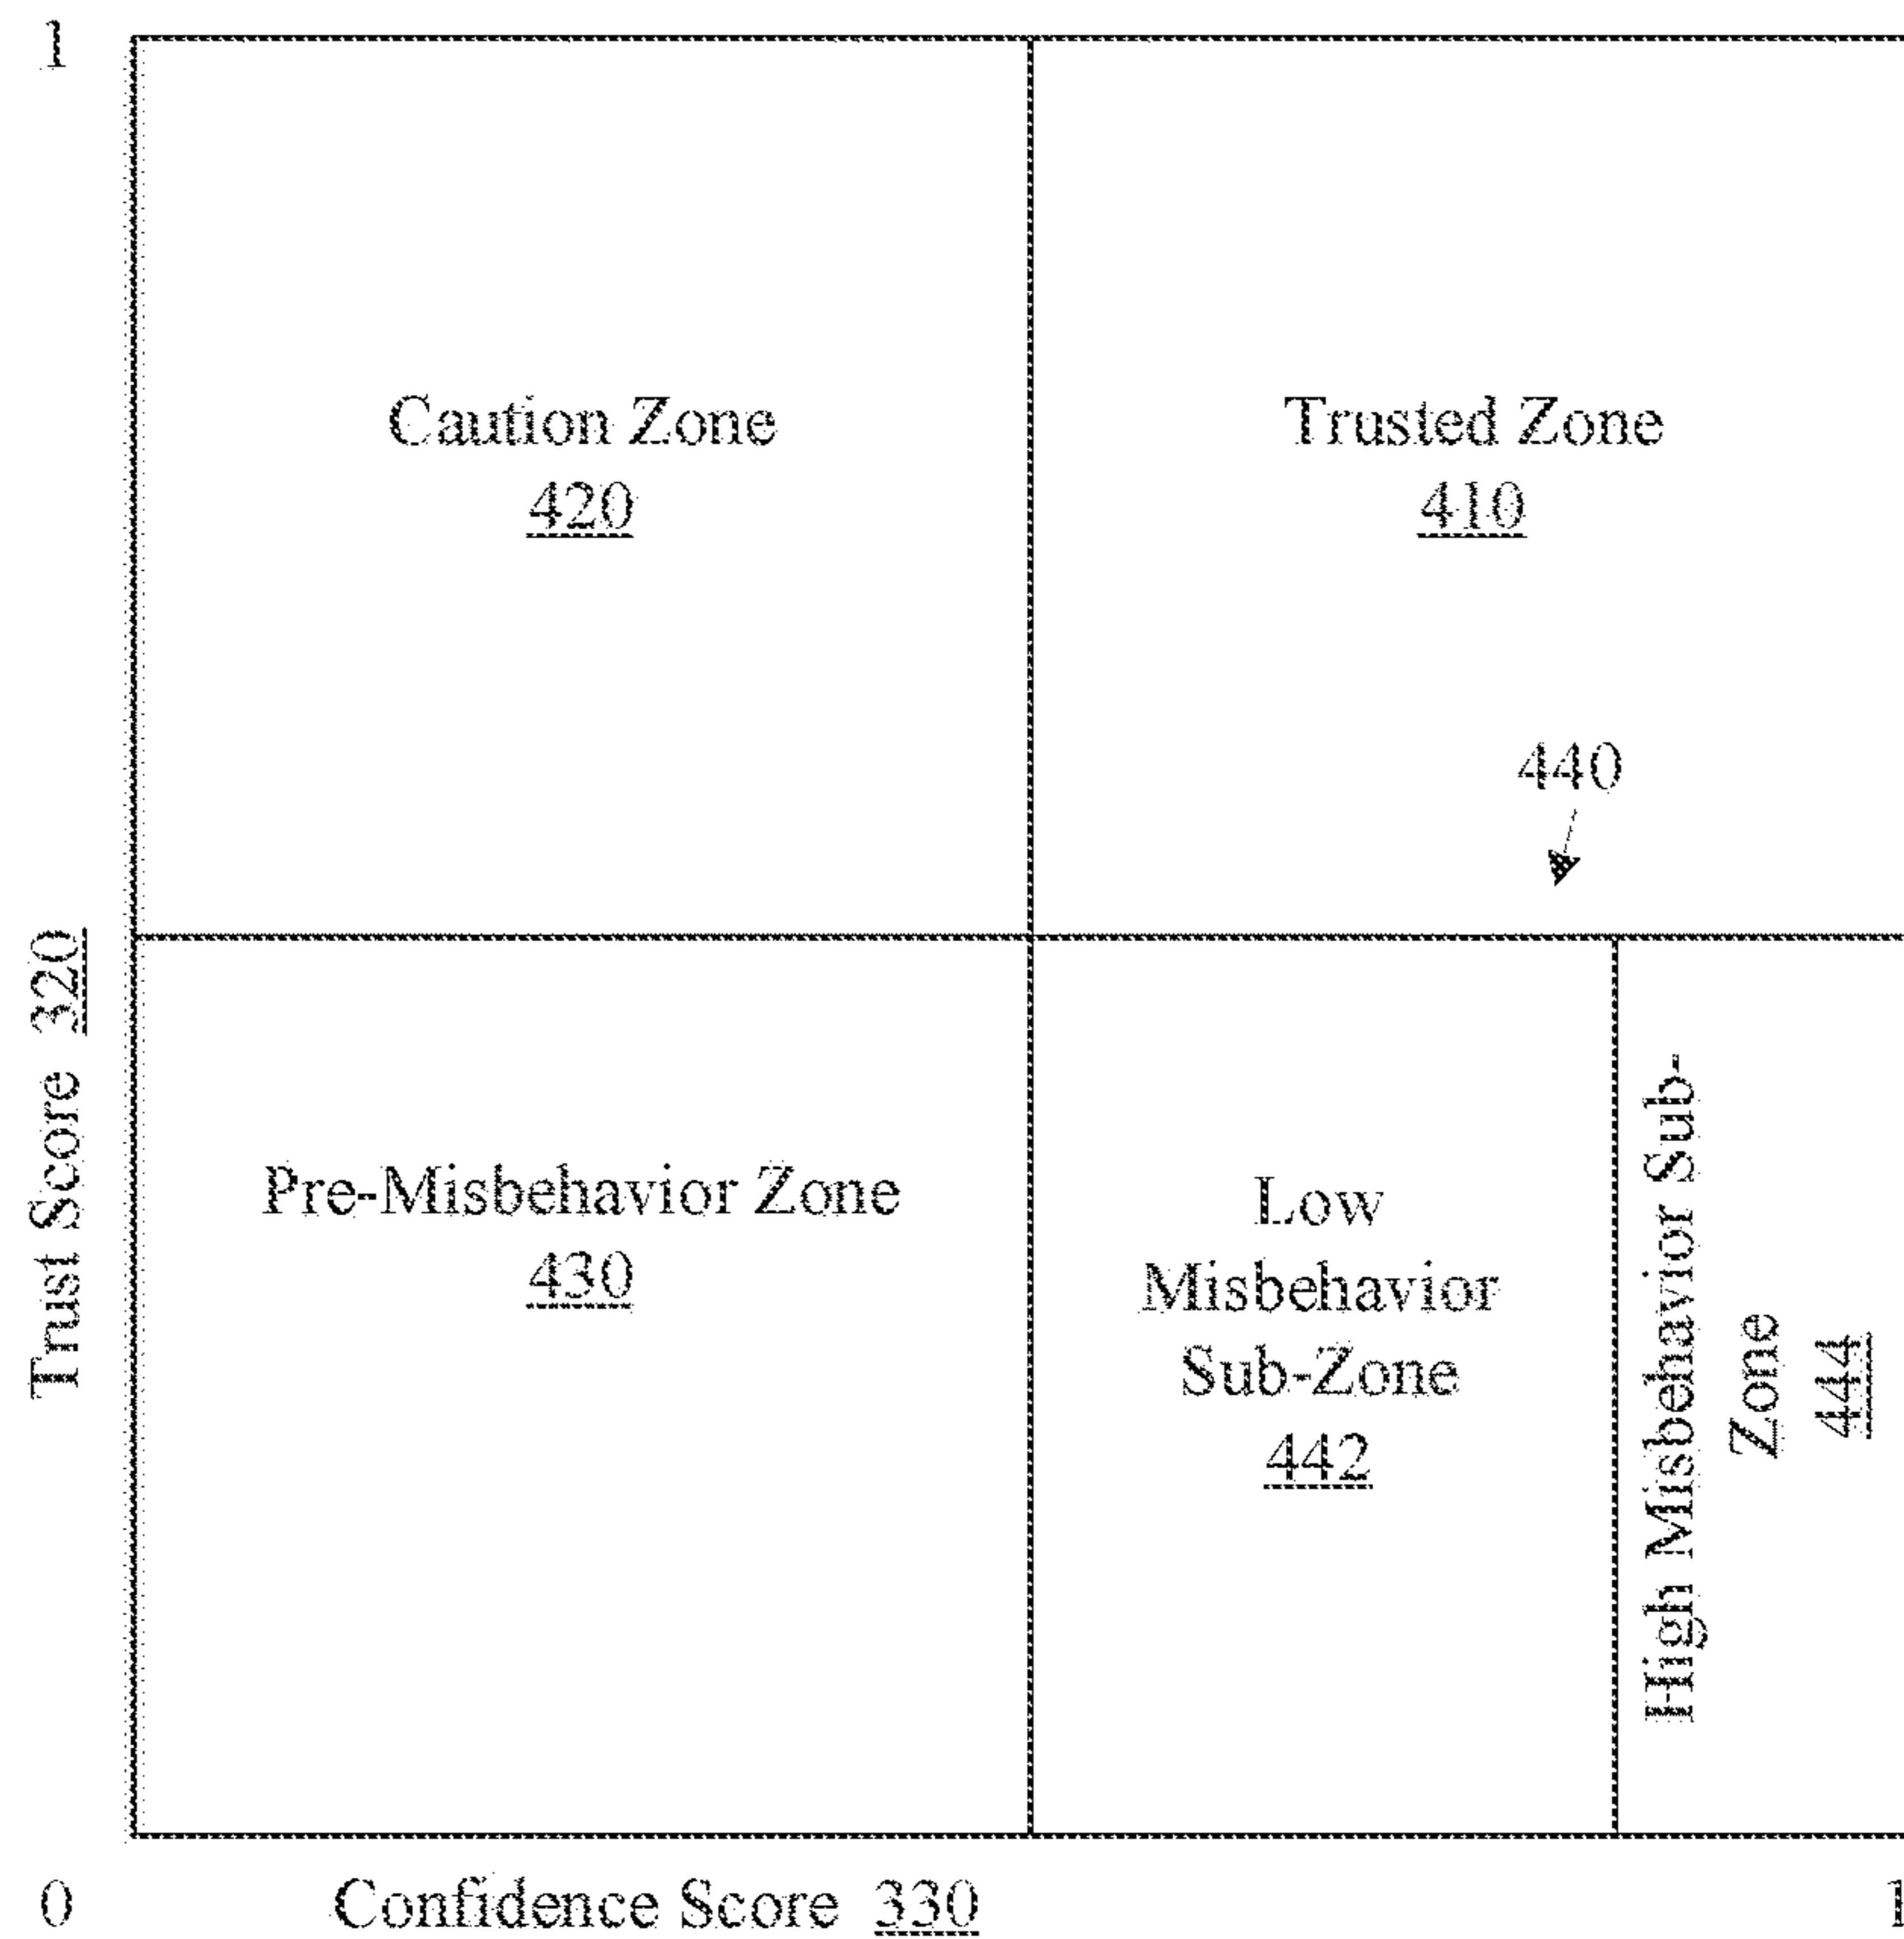 1
Caution Zone
420
Trusted Zone
410
440
Trust Score 320
Pre-Misbehavior Zone
430
Low
Misbehavior
Sub-Zone
442
High Misbehavior Sub-
Zone
444
0
Confidence Score 330
1